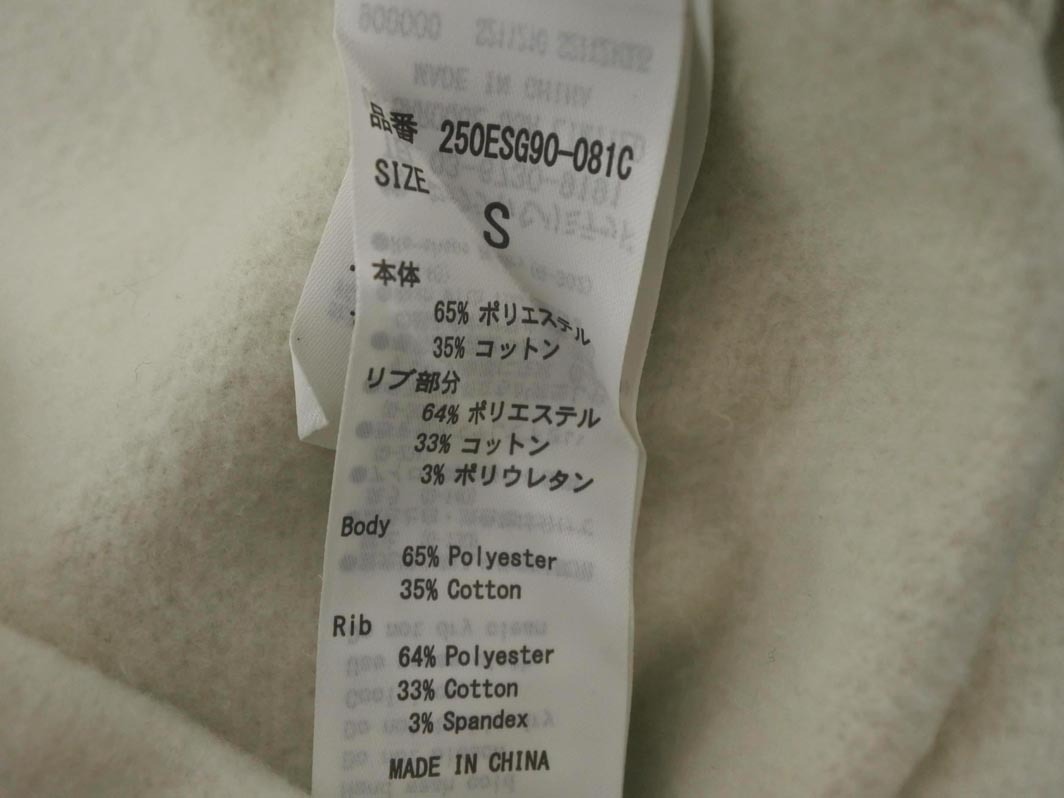 品番 250ESG90-081C
SIZE
S
本体
65% ポリエステル
35% コットン
リブ部分
64% ポリエステル
33% コットン
3% ポリウレタン
Body
65% Polyester
35% Cotton
Rib
64% Polyester
33% Cotton
3% Spandex
MADE IN CHINA